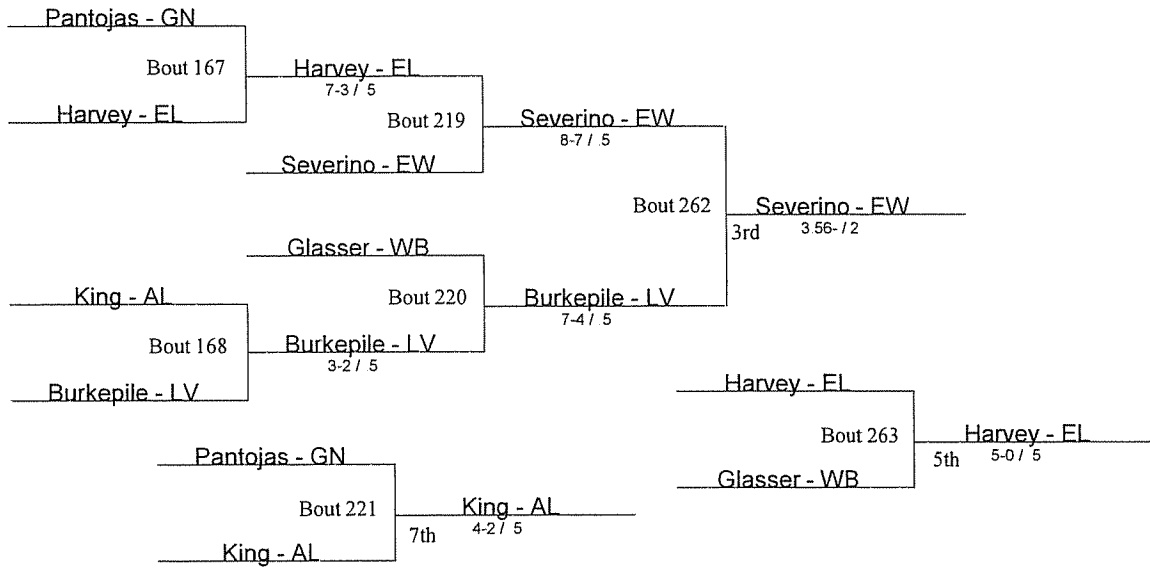 Pantojas - GN
Bout 167
Harvey - EL
7-3 / 5
Harvey - EL
Bout 219
Severino - EW
8-7 / .5
Severino - EW
Bout 262
Severino - EW
3.56- / 2
3rd
Glasser - WB
King - AL
Bout 220
Burkepile - LV
7-4 / .5
Bout 168
Burkepile - LV
3-2 / .5
Burkepile - LV
Harvey - EL
Bout 263
Harvey - EL
5-0 / 5
5th
Glasser - WB
Pantojas - GN
Bout 221
King - AL
4-2 / 5
7th
King - AL